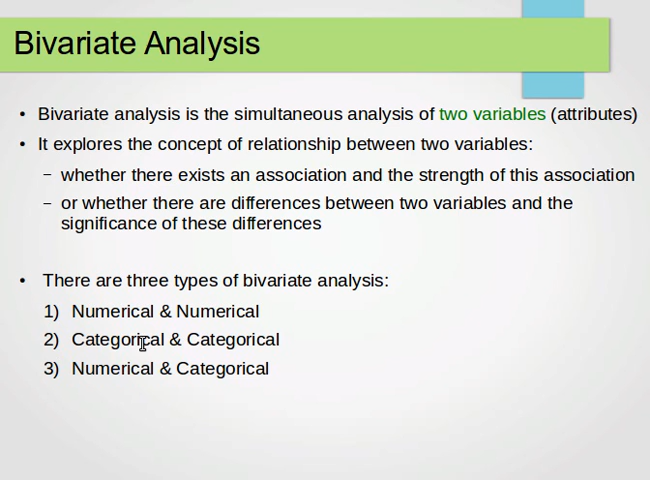 Bivariate Analysis
• Bivariate analysis is the simultaneous analysis of two variables (attributes)
• It explores the concept of relationship between two variables:
– whether there exists an association and the strength of this association
– or whether there are differences between two variables and the
significance of these differences
• There are three types of bivariate analysis:
1) Numerical & Numerical
2) Categorical & Categorical
3) Numerical & Categorical